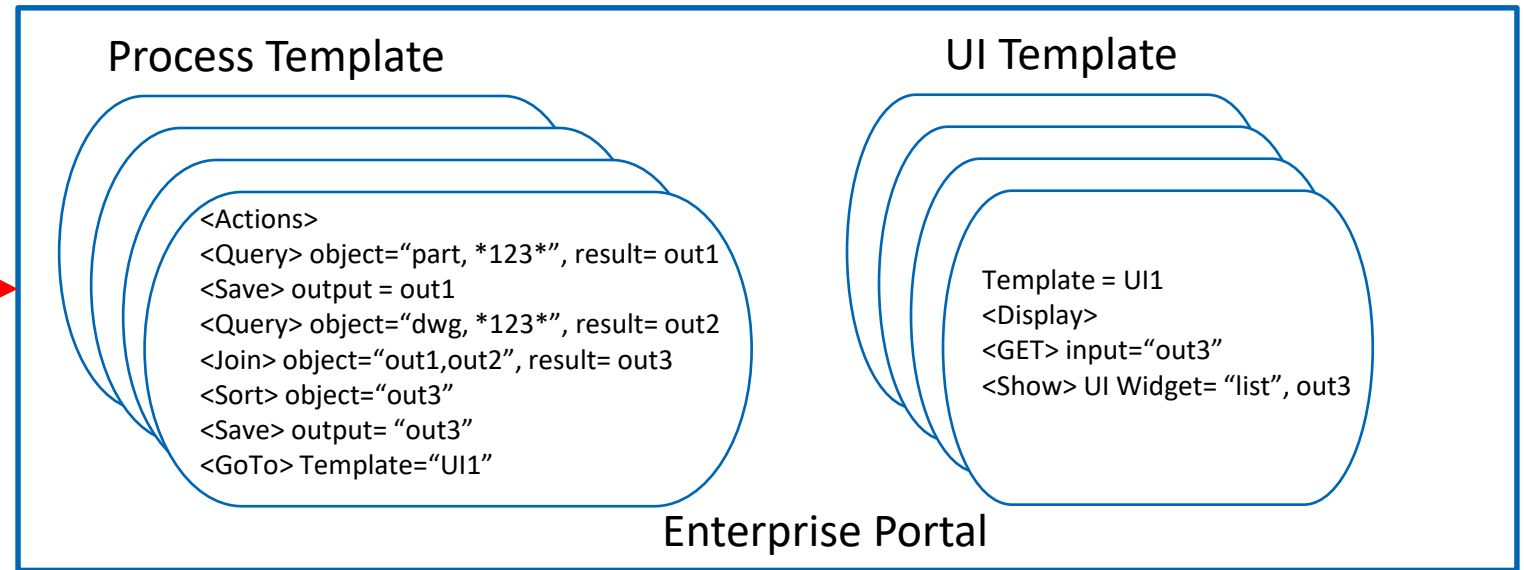 Process Template
<Actions>
<Query> object=“part, *123*”, result= out1
<Save> output = out1
<Query> object=“dwg, *123*”, result= out2
<Join> object=“out1,out2”, result= out3
<Sort> object=“out3”
<Save> output= “out3”
<GoTo> Template=“UI1”
UI Template
Template = UI1
<Display>
<GET> input=“out3”
<Show> UI Widget= “list”, out3
Enterprise Portal